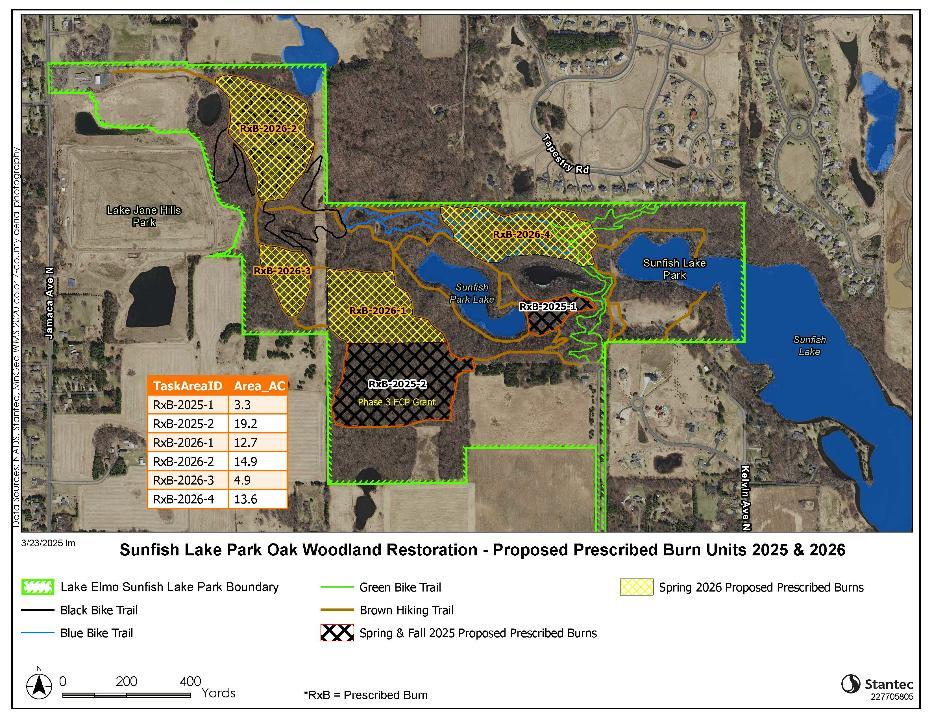 RxB-2026-2
Tapestry Rd
Lake Jane Hills
Park
RxB-2026-4
Sunfish Lake
Park
RxB-2026-3
Sunfish
Park Lake
RxB-2025-1
RxB-2026-1
Jamaca Ave N
Sunfish
Lake
RxB-2025-2
Phase 3 ECP Grant
TaskAreaID Area_AC
RxB-2025-1 3.3
RxB-2025-2 19.2
RxB-2026-1 12.7
RxB-2026-2 14.9
RxB-2026-3 4.9
RxB-2026-4 13.6
Kelvin Ave N
3/23/2025 lm
Sunfish Lake Park Oak Woodland Restoration - Proposed Prescribed Burn Units 2025 & 2026
Lake Elmo Sunfish Lake Park Boundary
Black Bike Trail
Blue Bike Trail
Green Bike Trail
Brown Hiking Trail
Spring & Fall 2025 Proposed Prescribed Burns
Spring 2026 Proposed Prescribed Burns
N
0 200 400
Yards
*RxB = Prescribed Burn
Stantec
227705805